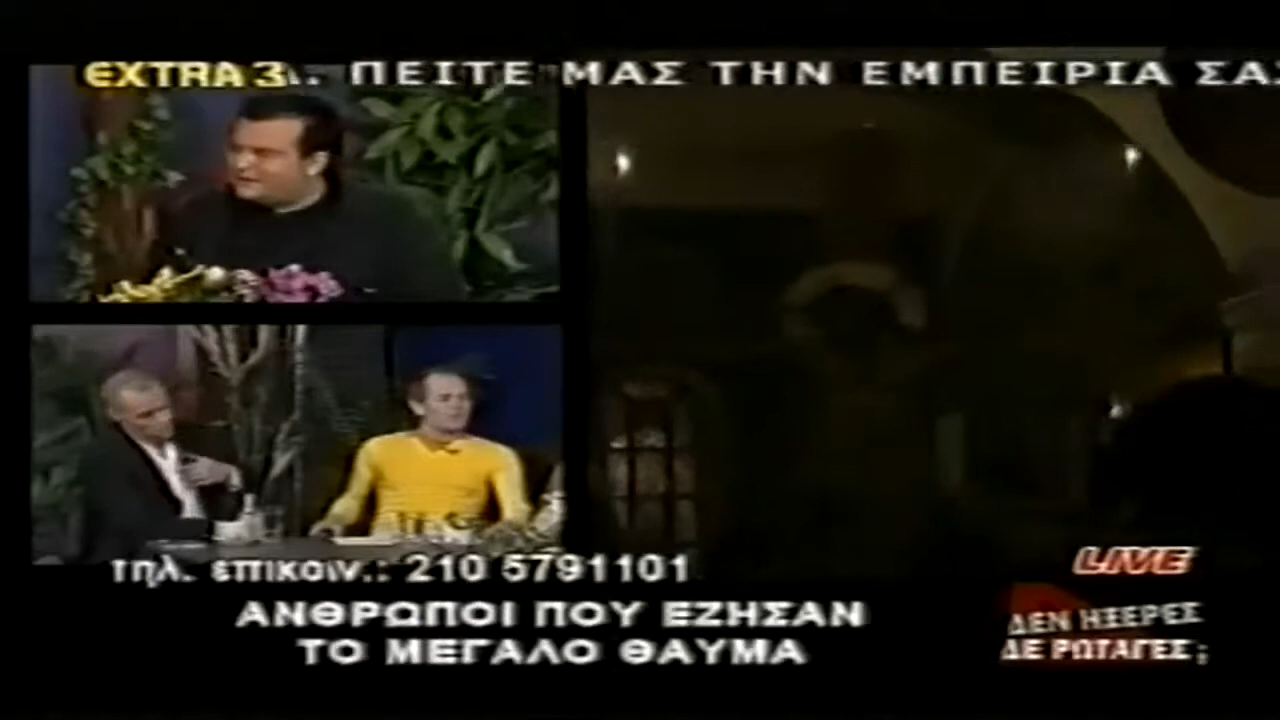 EXTRA 3
.. ΠΕΙΤΕ ΜΑΣ ΤΗΝ ΕΜΠΕΙΡΙΑ ΣΑΣ
τηλ. επικοιν.: 210 5791101
ΑΝΘΡΩΠΟΙ ΠΟΥ ΕΖΗΣΑΝ
ΤΟ ΜΕΓΑΛΟ ΘΑΥΜΑ
LIVE
ΔΕΝ ΗΞΕΡΕΣ
ΔΕ ΡΩΤΑΓΕΣ;